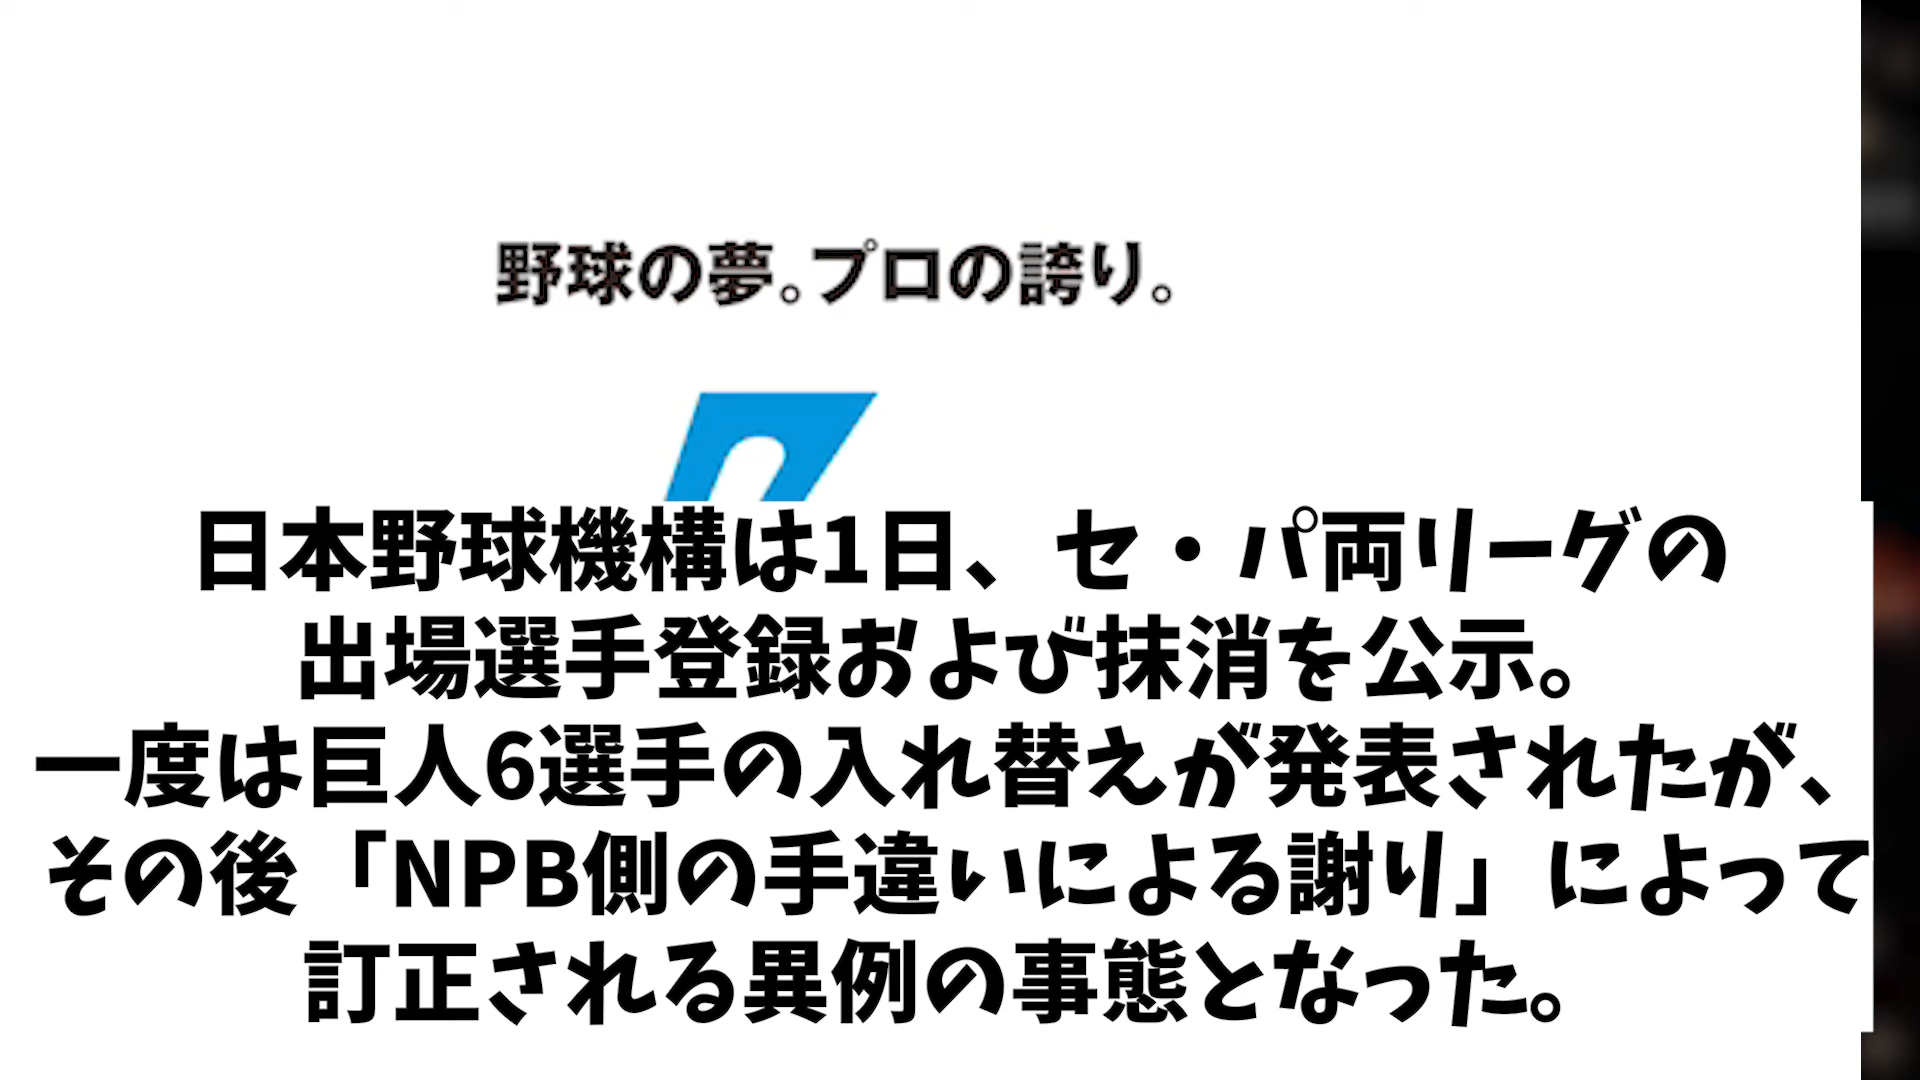 野球の夢。プロの誇り。
日本野球機構は1日、セ・パ両リーグの
出場選手登録および抹消を公示。
一度は巨人6選手の入れ替えが発表されたが、
その後「NPB側の手違いによる謝り」によって
訂正される異例の事態となった。